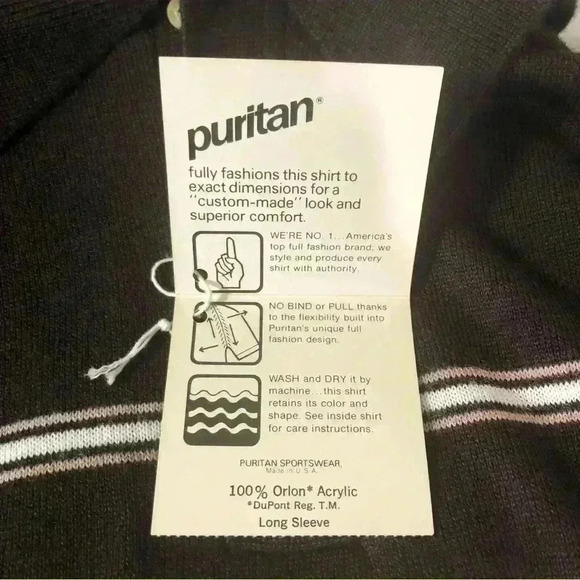 puritan®
fully fashions this shirt to
exact dimensions for a
"custom-made" look and
superior comfort.
WE'RE NO. 1...America's
top full fashion brand; we
style and produce every
shirt with authority.
NO BIND or PULL thanks
to the flexibility built into
Puritan's unique full
fashion design.
WASH and DRY it by
machine...this shirt
retains its color and
shape. See inside shirt
for care instructions.
PURITAN SPORTSWEAR,
Made in U.S.A.
100% Orlon* Acrylic
*DuPont Reg. T.M.
Long Sleeve